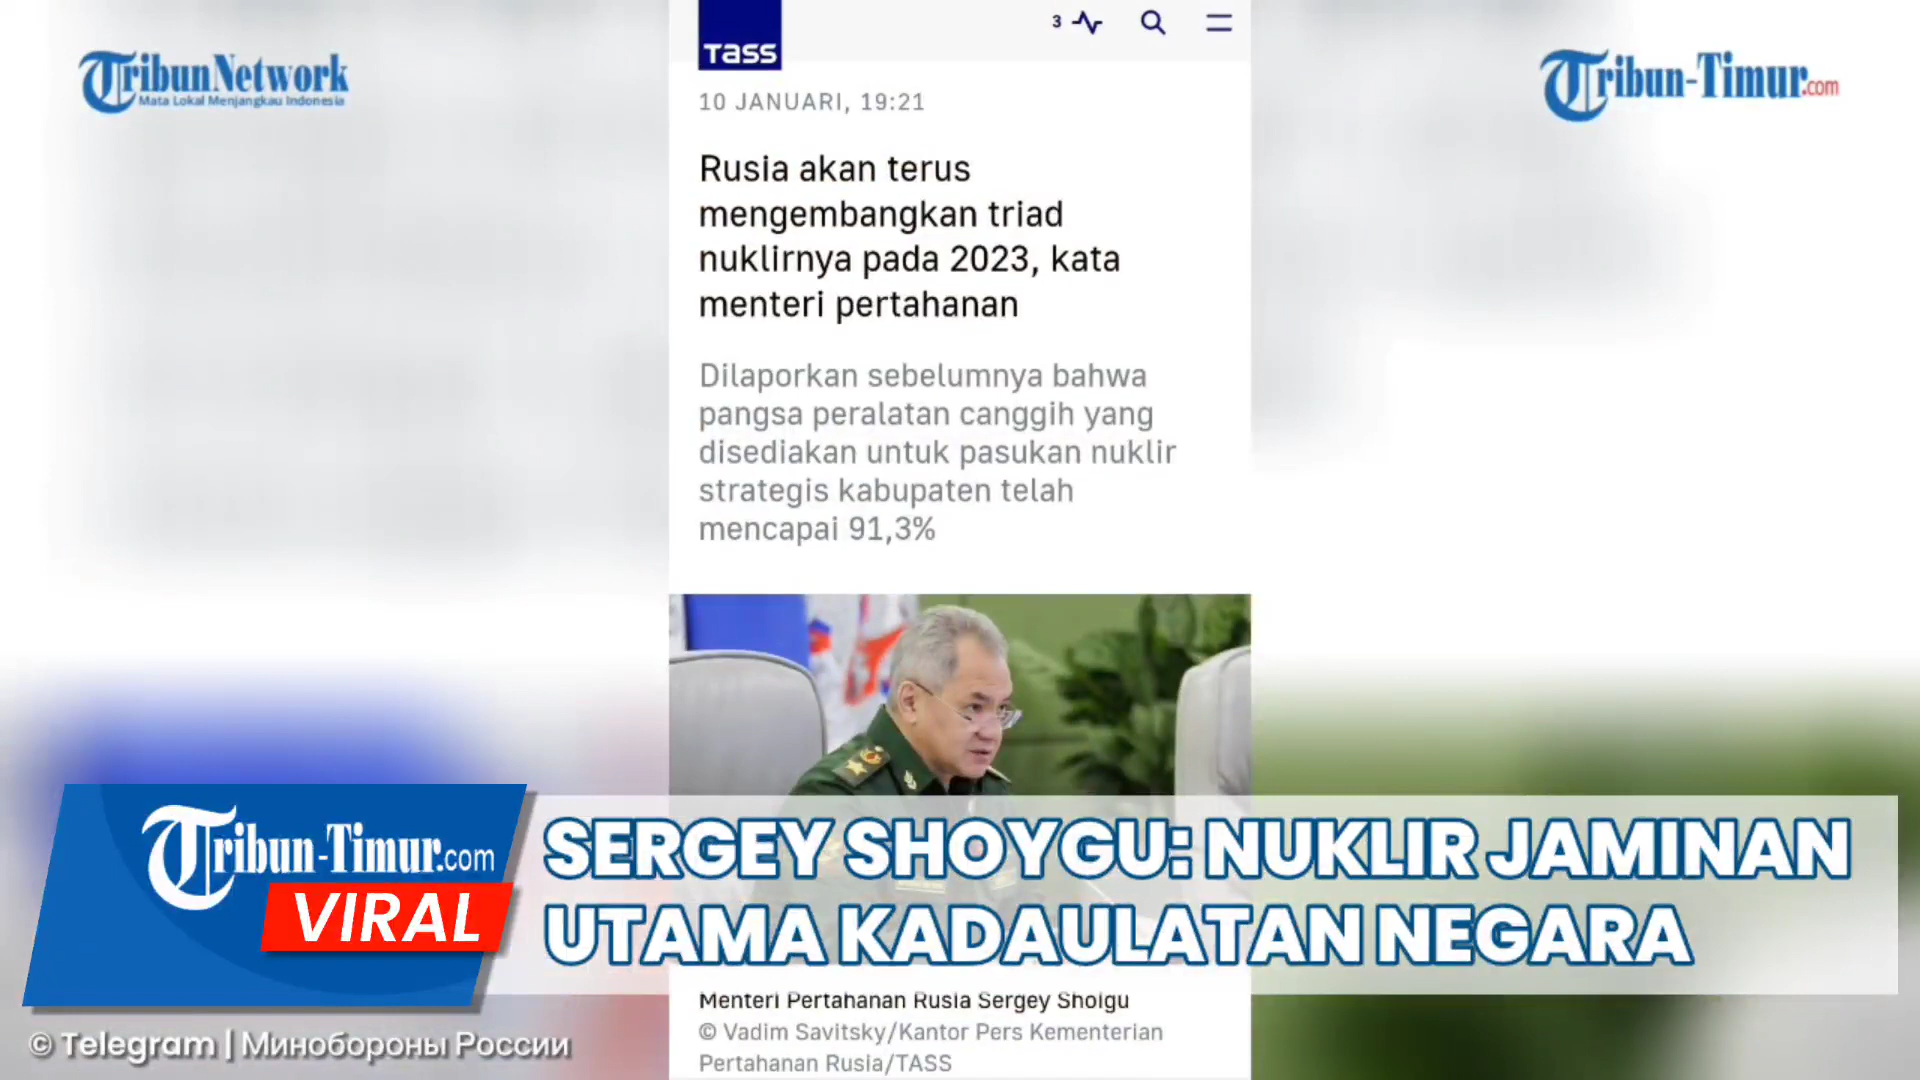 TribunNetwork
Mata Lokal Menjangkau Indonesia
TASS
3
Tribun-Timur.com
10 JANUARI, 19:21
Rusia akan terus
mengembangkan triad
nuklirnya pada 2023, kata
menteri pertahanan
Dilaporkan sebelumnya bahwa
pangsa peralatan canggih yang
disediakan untuk pasukan nuklir
strategis kabupaten telah
mencapai 91,3%
Tribun-Timur.com
VIRAL
SERGEY SHOYGU: NUKLIR JAMINAN
UTAMA KADAULATAN NEGARA
Menteri Pertahanan Rusia Sergey Shoigu
© Vadim Savitsky/Kantor Pers Kementerian
Pertahanan Rusia/TASS
© Telegram | Минобороны России